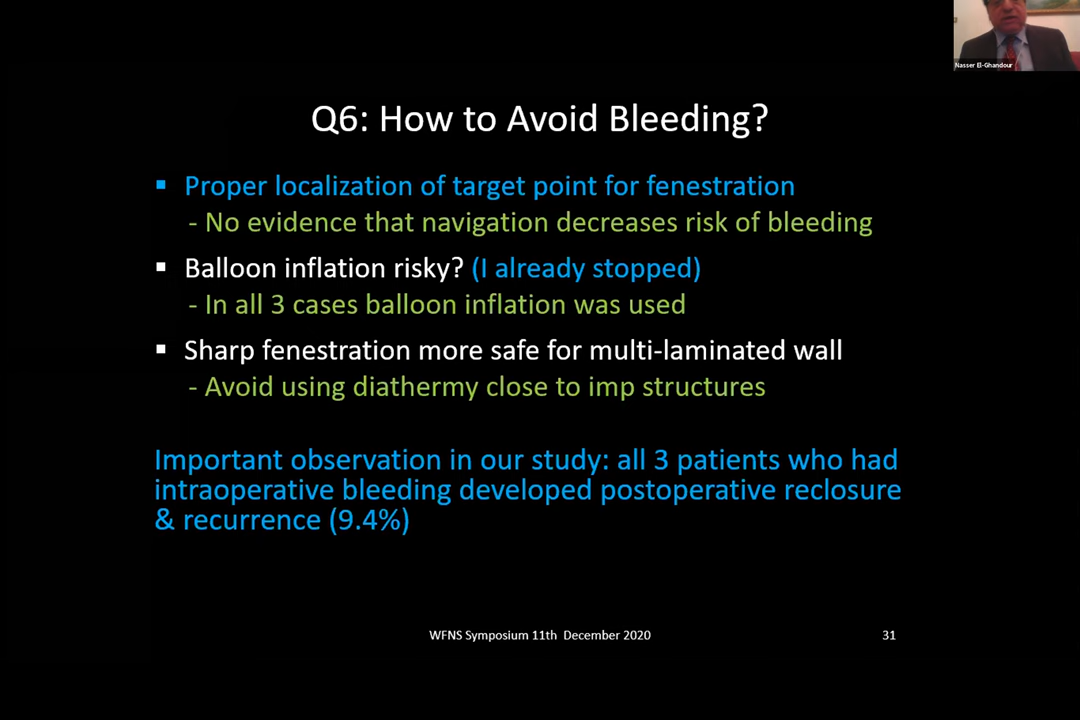 Nasser El-Ghandour
Q6: How to Avoid Bleeding?
▪ Proper localization of target point for fenestration
- No evidence that navigation decreases risk of bleeding
▪ Balloon inflation risky? (I already stopped)
- In all 3 cases balloon inflation was used
▪ Sharp fenestration more safe for multi-laminated wall
- Avoid using diathermy close to imp structures
Important observation in our study: all 3 patients who had
intraoperative bleeding developed postoperative reclosure
& recurrence (9.4%)
WFNS Symposium 11th December 2020
31